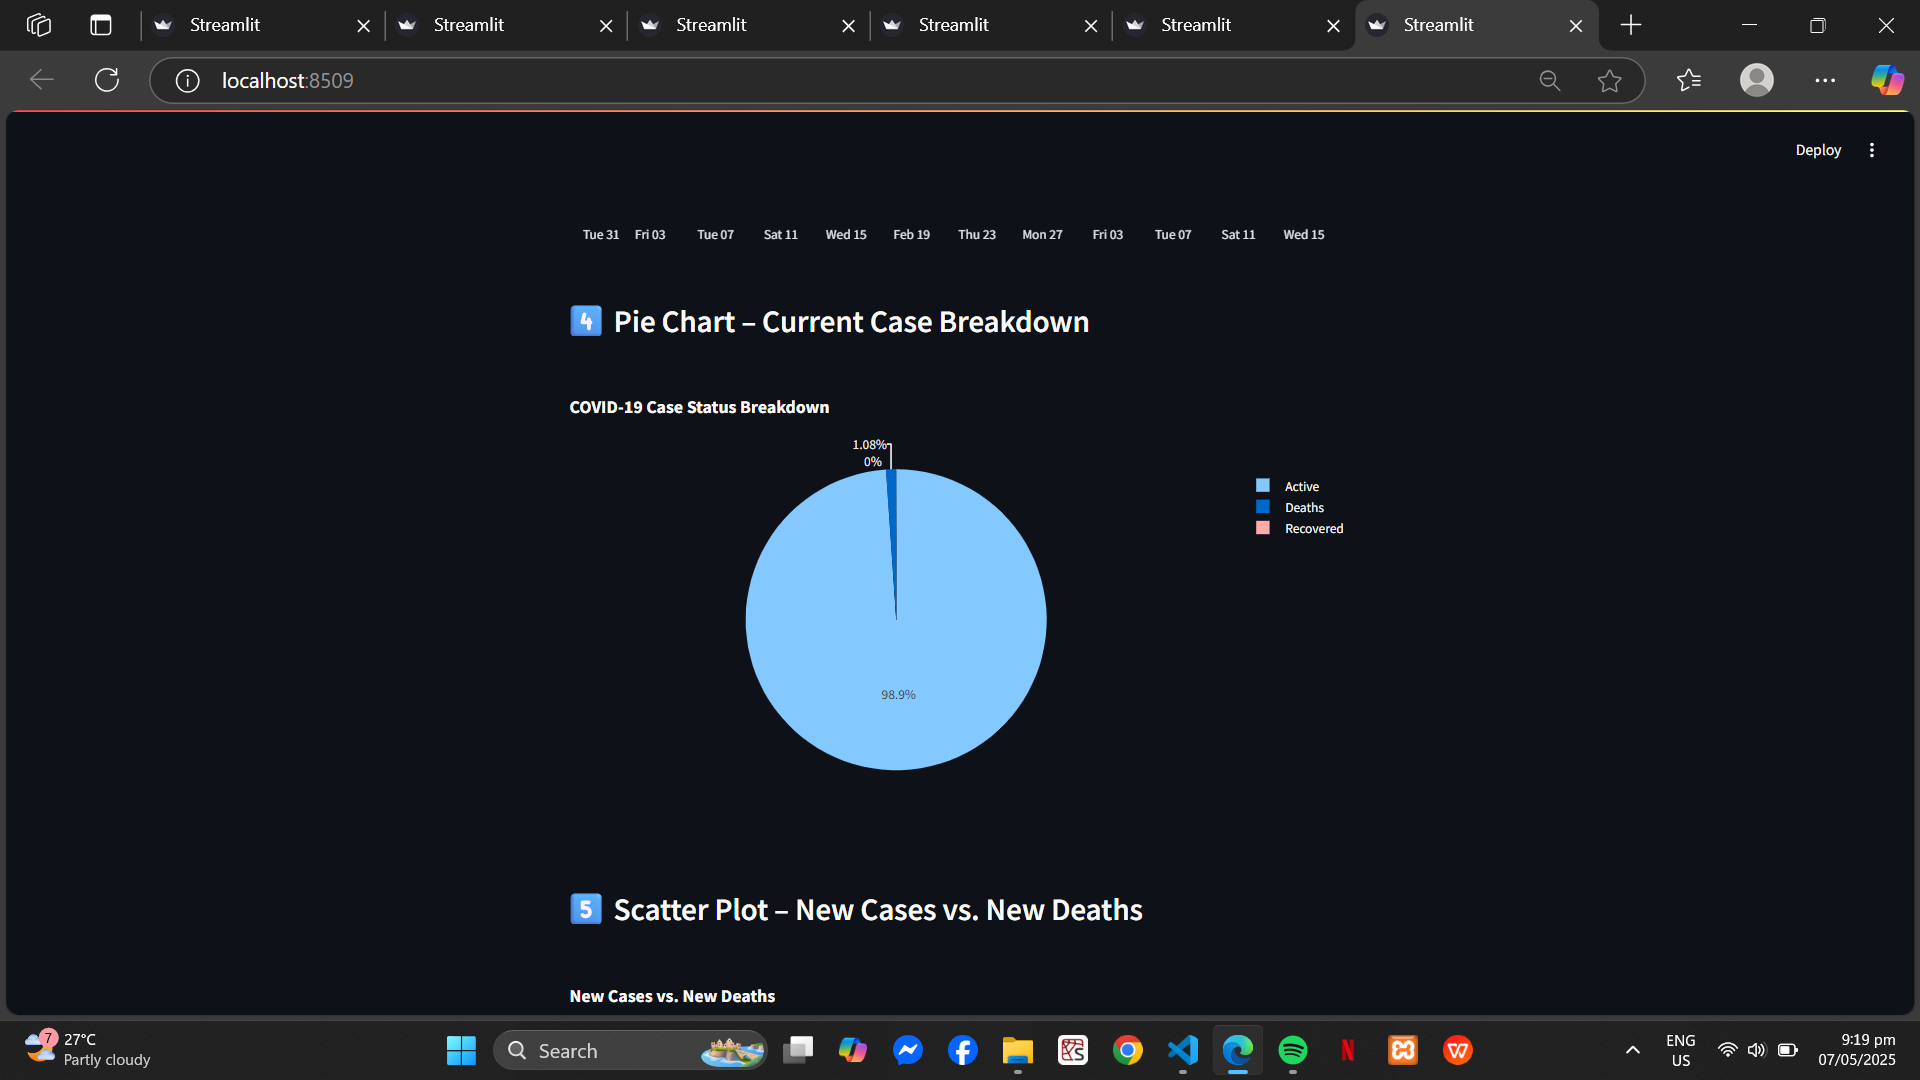 Streamlit
Streamlit
Streamlit
Streamlit
Streamlit
Streamlit
localhost:8509
Deploy
Tue 31 Fri 03 Tue 07 Sat 11 Wed 15 Feb 19 Thu 23 Mon 27 Fri 03 Tue 07 Sat 11 Wed 15
4 Pie Chart – Current Case Breakdown
COVID-19 Case Status Breakdown
1.08%
0%
98.9%
Active
Deaths
Recovered
5 Scatter Plot – New Cases vs. New Deaths
New Cases vs. New Deaths
7
27°C
Partly cloudy
Search
ENG
US
9:19 pm
07/05/2025